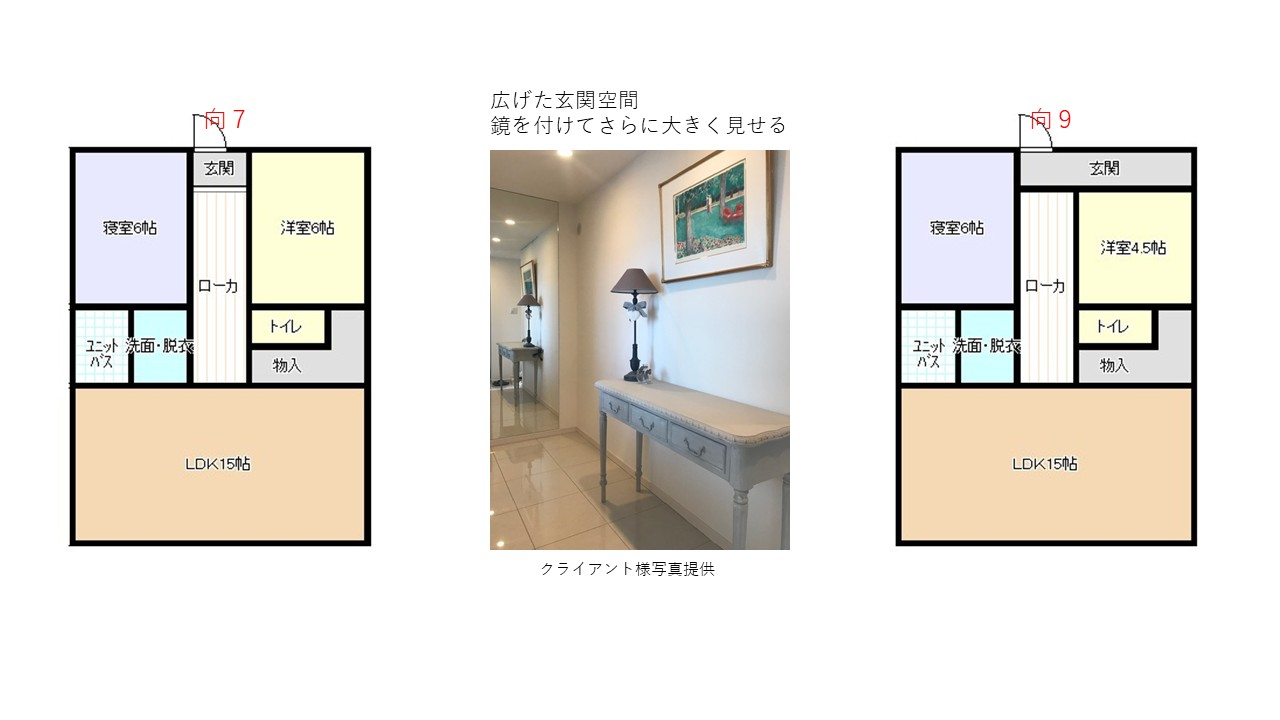 向７
玄関
寝室6帖
洋室6帖
ローカ
トイレ
ﾕﾆｯﾄ
ﾊﾞｽ
洗面・脱衣
物入
LDK15帖
広げた玄関空間
鏡を付けてさらに大きく見せる
クライアント様写真提供
向９
玄関
寝室6帖
洋室4.5帖
ローカ
トイレ
ﾕﾆｯﾄ
ﾊﾞｽ
洗面・脱衣
物入
LDK15帖